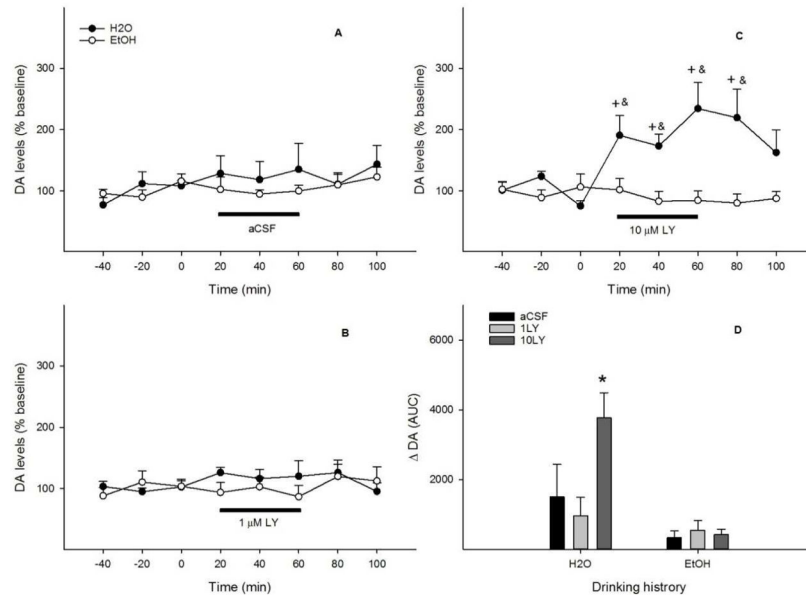 H2O
EtOH
A
DA levels (% baseline)
300
200
100
aCSF
-40 -20 0 20 40 60 80 100
Time (min)
C
DA levels (% baseline)
300
200
100
+ & + & + & + &
10 μM LY
-40 -20 0 20 40 60 80 100
Time (min)
B
DA levels (% baseline)
300
200
100
1 μM LY
-40 -20 0 20 40 60 80 100
Time (min)
aCSF
1LY
10LY
D
Δ DA (AUC)
6000
4000
2000
*
H2O EtOH
Drinking histrory